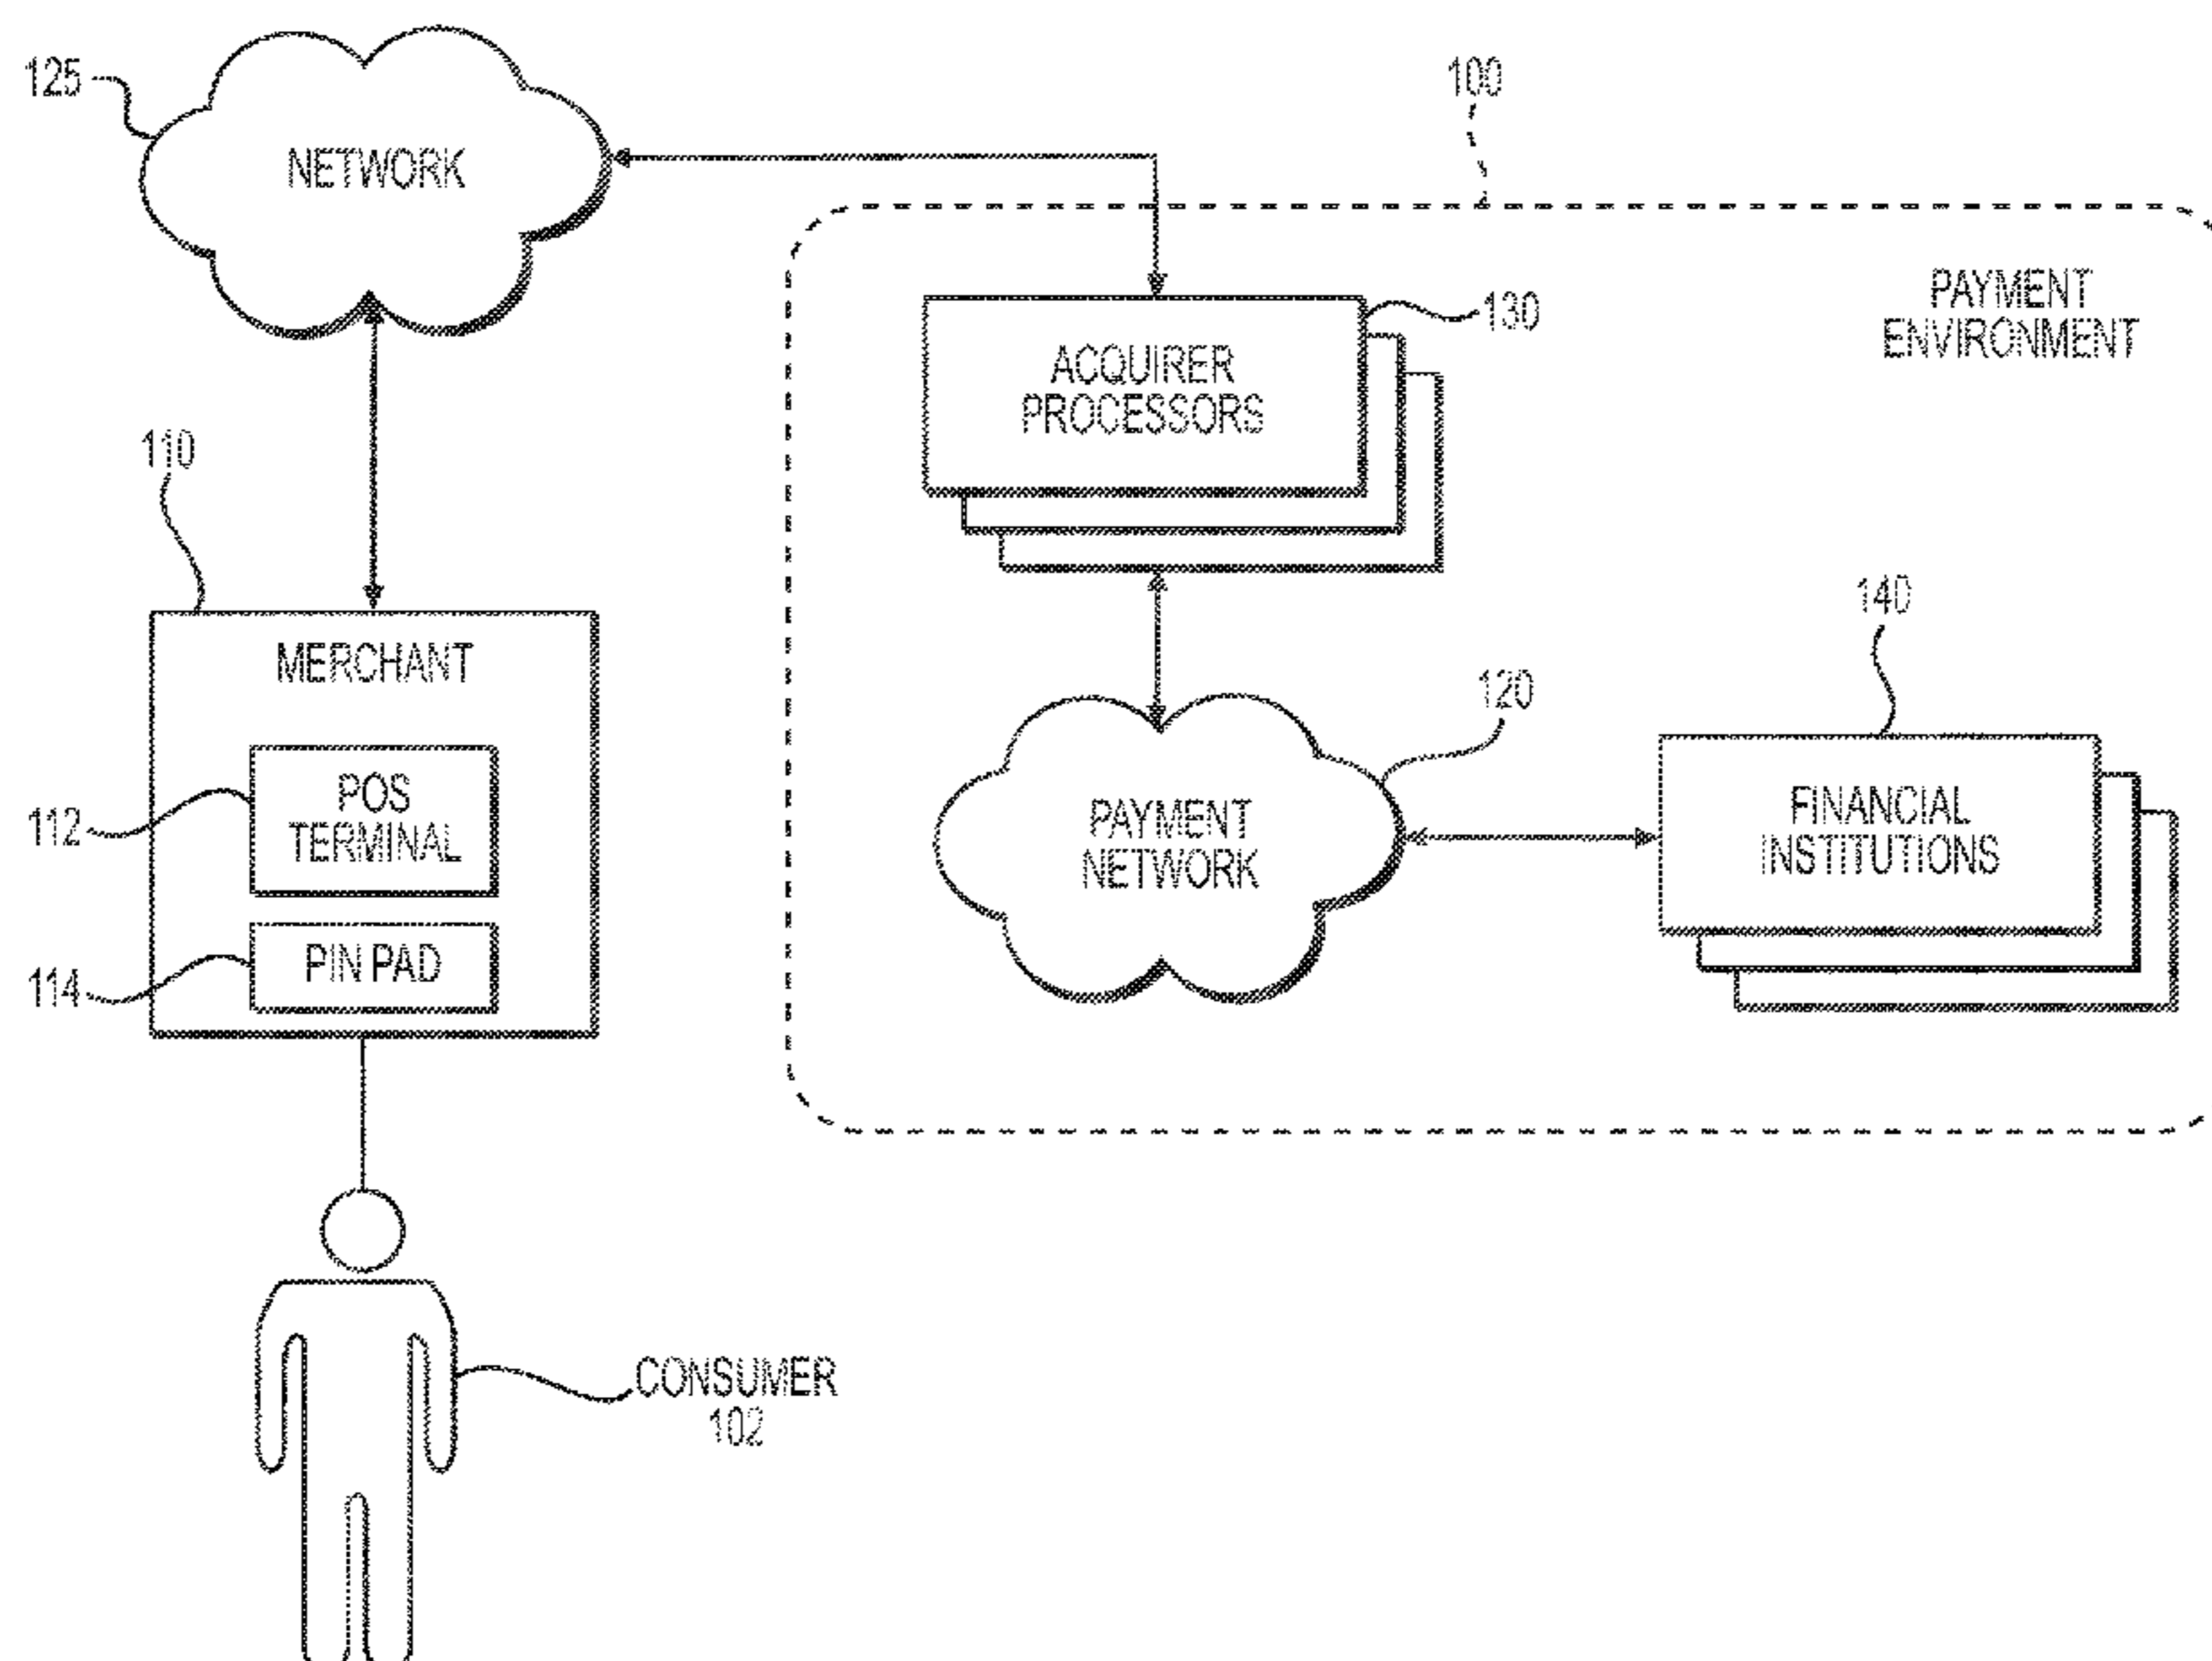 125
NETWORK
100
PAYMENT
ENVIRONMENT
130
ACQUIRER
PROCESSORS
110
MERCHANT
112
POS
TERMINAL
114
PIN PAD
120
PAYMENT
NETWORK
140
FINANCIAL
INSTITUTIONS
CONSUMER
102